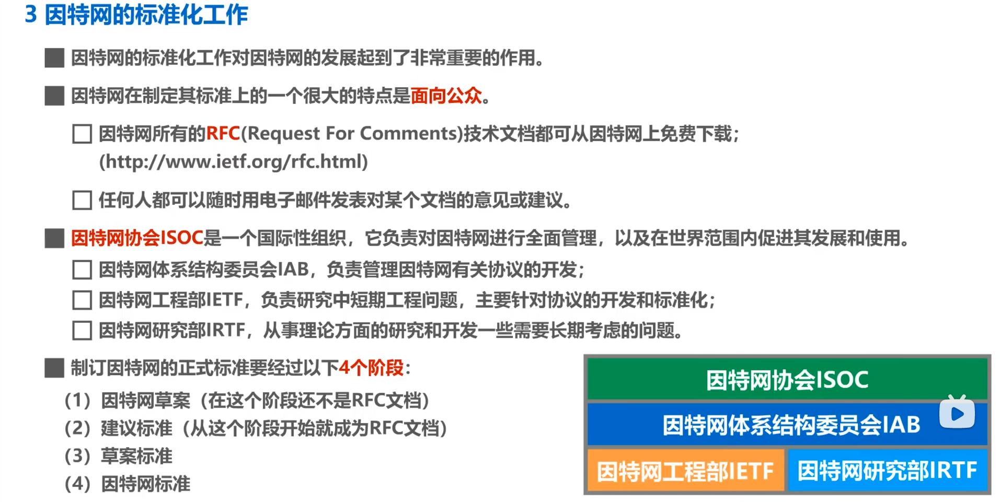 3 因特网的标准化工作
因特网的标准化工作对因特网的发展起到了非常重要的作用。
因特网在制定其标准上的一个很大的特点是面向公众。
因特网所有的RFC(Request For Comments)技术文档都可从因特网上免费下载；
(http://www.ietf.org/rfc.html)
任何人都可以随时用电子邮件发表对某个文档的意见或建议。
因特网协会ISOC是一个国际性组织，它负责对因特网进行全面管理，以及在世界范围内促进其发展和使用。
因特网体系结构委员会IAB，负责管理因特网有关协议的开发；
因特网工程部IETF，负责研究中短期工程问题，主要针对协议的开发和标准化；
因特网研究部IRTF，从事理论方面的研究和开发一些需要长期考虑的问题。
制订因特网的正式标准要经过以下4个阶段：
（1）因特网草案（在这个阶段还不是RFC文档）
（2）建议标准（从这个阶段开始就成为RFC文档）
（3）草案标准
（4）因特网标准
因特网协会ISOC
因特网体系结构委员会IAB
因特网工程部IETF
因特网研究部IRTF